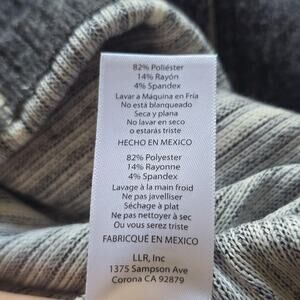 82% Poliéster
14% Rayón
4% Spandex
Lavar a Máquina en Fría
No está blanqueado
Seca y plana
No lavar en seco
o estarás triste
HECHO EN MEXICO
82% Polyester
14% Rayonne
4% Spandex
Lavage à la main froid
Ne pas javelliser
Séchage à plat
Ne pas nettoyer à sec
Ou vous serez triste
FABRICQUÉ EN MEXICO
LLR, Inc
1375 Sampson Ave
Corona CA 92879